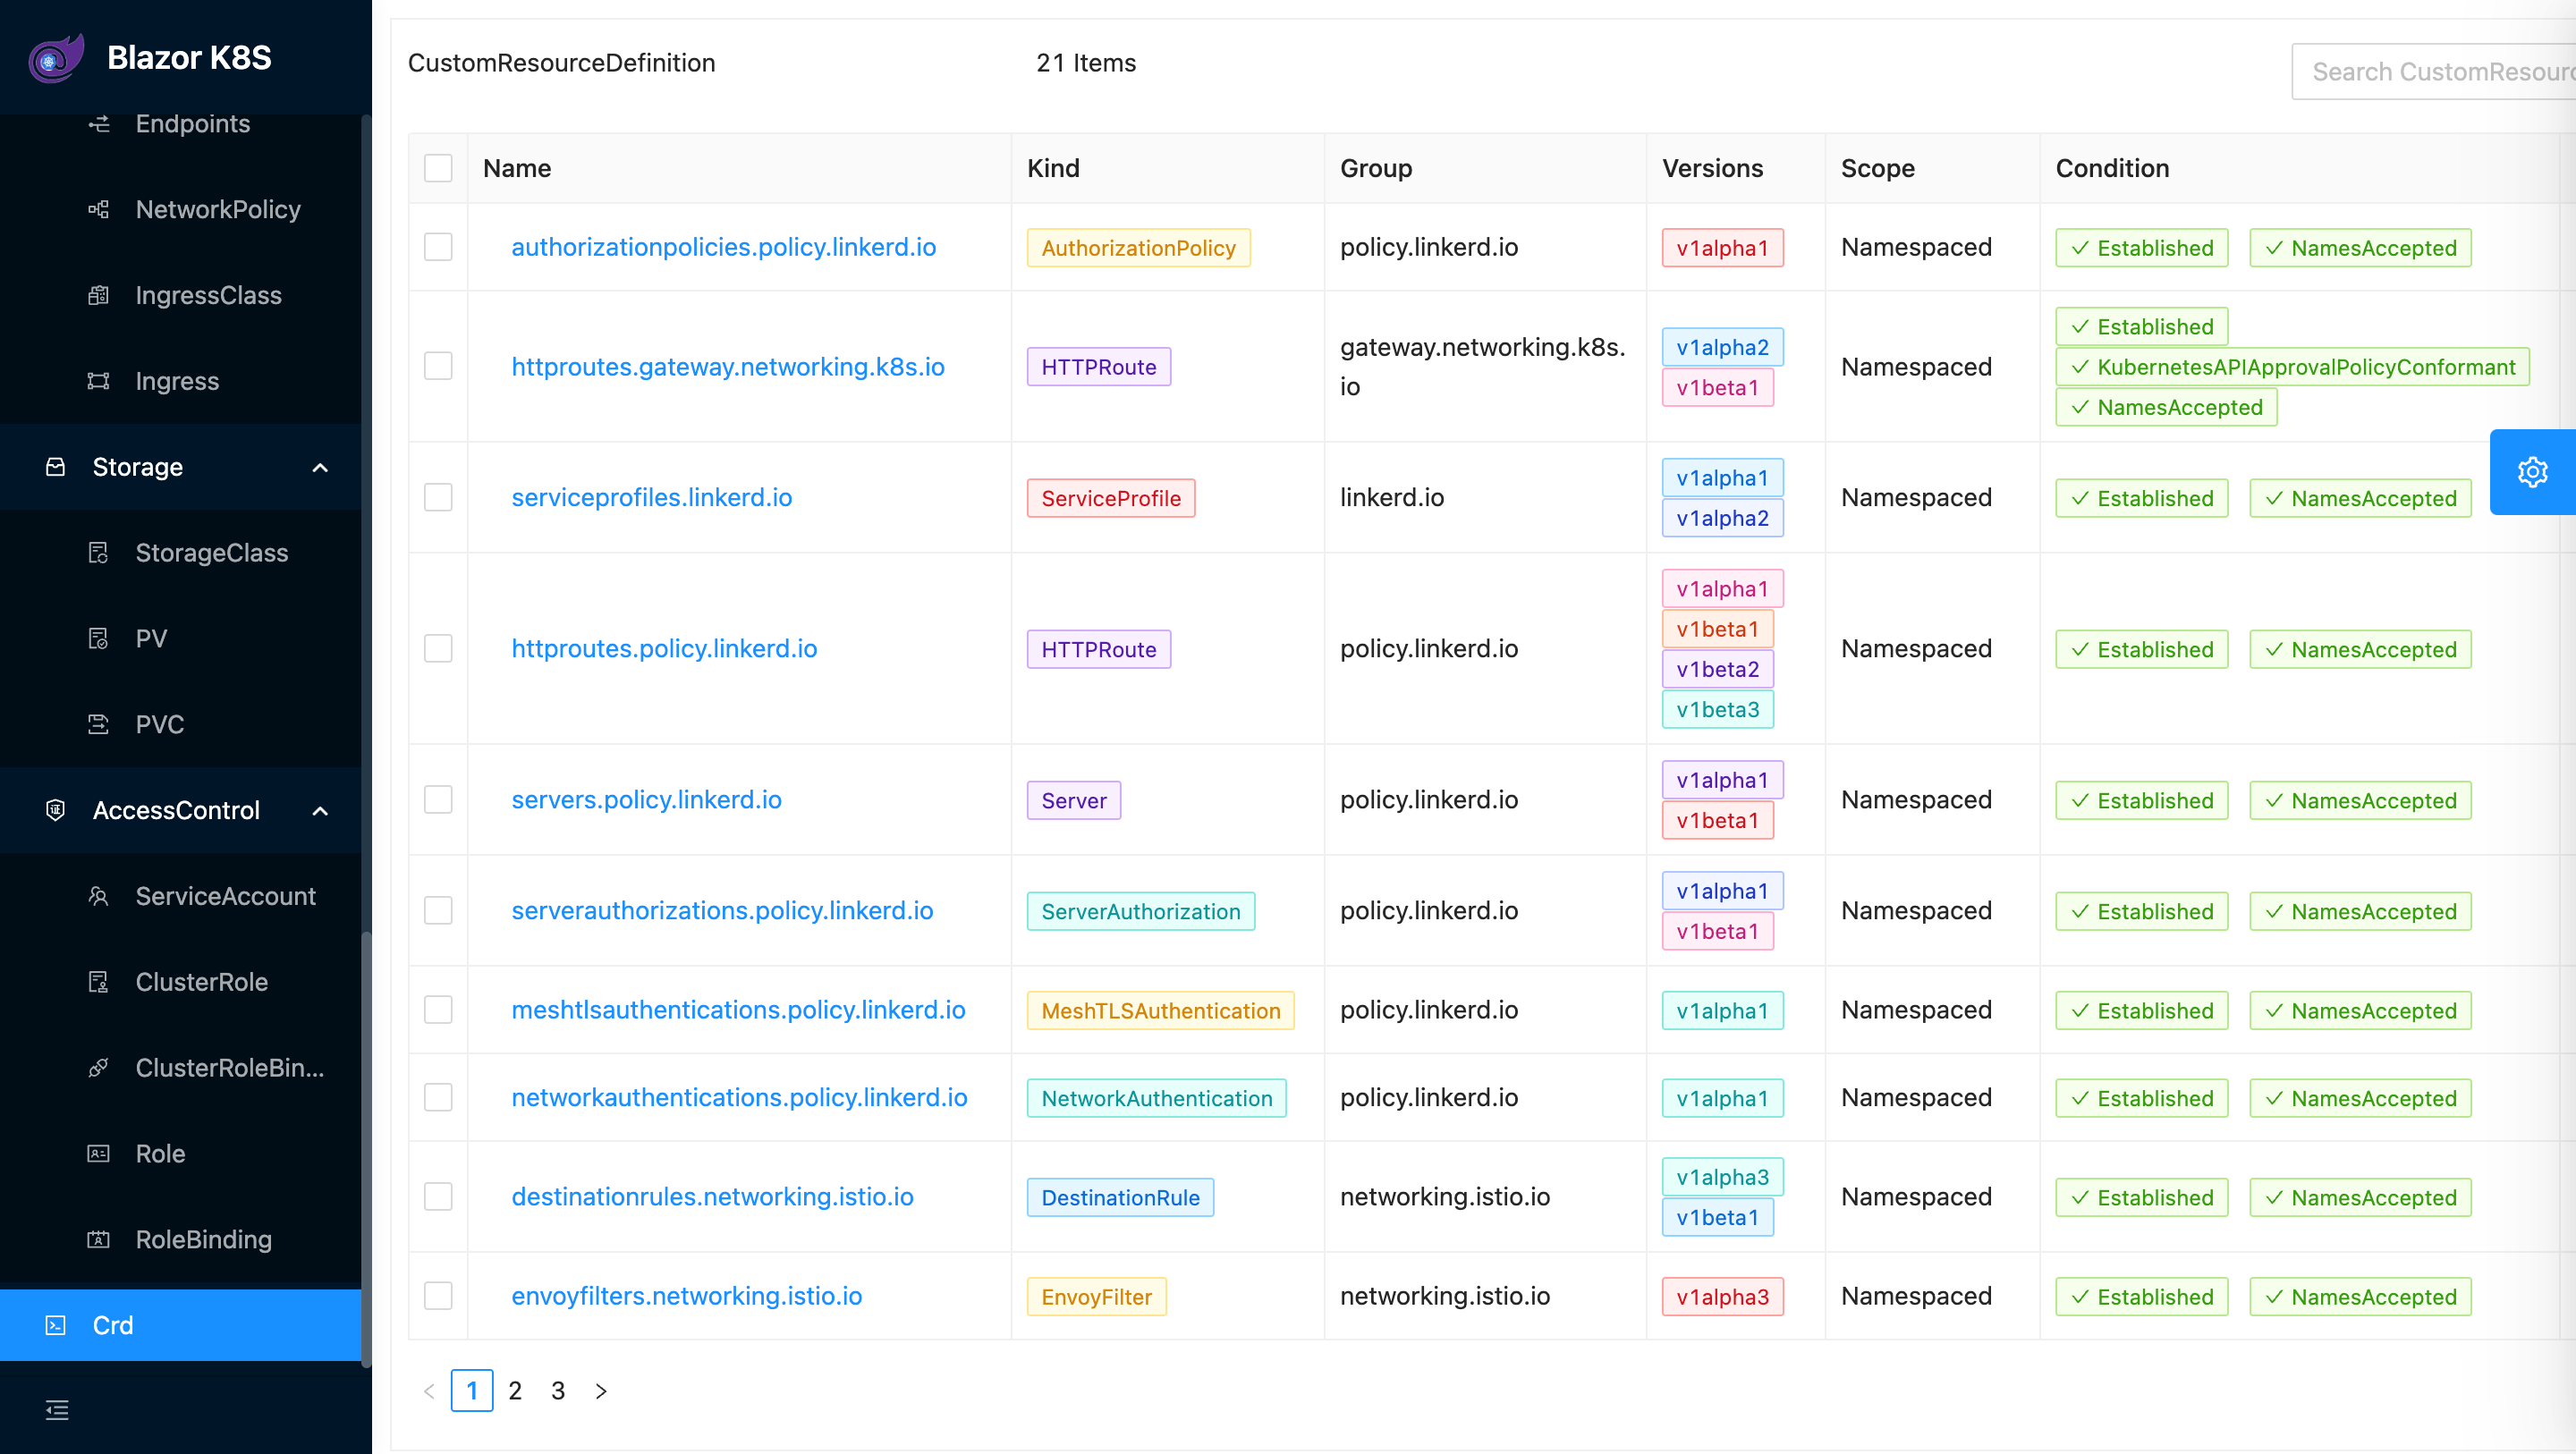 Blazor K8S
Endpoints
NetworkPolicy
IngressClass
Ingress
Storage
StorageClass
PV
PVC
AccessControl
ServiceAccount
ClusterRole
ClusterRoleBin...
Role
RoleBinding
Crd
CustomResourceDefinition 21 Items Search CustomResourc
Name Kind Group Versions Scope Condition
authorizationpolicies.policy.linkerd.io AuthorizationPolicy policy.linkerd.io v1alpha1 Namespaced Established NamesAccepted
httproutes.gateway.networking.k8s.io HTTPRoute gateway.networking.k8s.
io
v1alpha2
v1beta1
Namespaced
Established
KubernetesAPIApprovalPolicyConformant
NamesAccepted
serviceprofiles.linkerd.io ServiceProfile linkerd.io
v1alpha1
v1alpha2
Namespaced Established NamesAccepted
httproutes.policy.linkerd.io HTTPRoute policy.linkerd.io
v1alpha1
v1beta1
v1beta2
v1beta3
Namespaced Established NamesAccepted
servers.policy.linkerd.io Server policy.linkerd.io
v1alpha1
v1beta1
Namespaced Established NamesAccepted
serverauthorizations.policy.linkerd.io ServerAuthorization policy.linkerd.io
v1alpha1
v1beta1
Namespaced Established NamesAccepted
meshtlsauthentications.policy.linkerd.io MeshTLSAuthentication policy.linkerd.io v1alpha1 Namespaced Established NamesAccepted
networkauthentications.policy.linkerd.io NetworkAuthentication policy.linkerd.io v1alpha1 Namespaced Established NamesAccepted
destinationrules.networking.istio.io DestinationRule networking.istio.io
v1alpha3
v1beta1
Namespaced Established NamesAccepted
envoyfilters.networking.istio.io EnvoyFilter networking.istio.io v1alpha3 Namespaced Established NamesAccepted
1 2 3